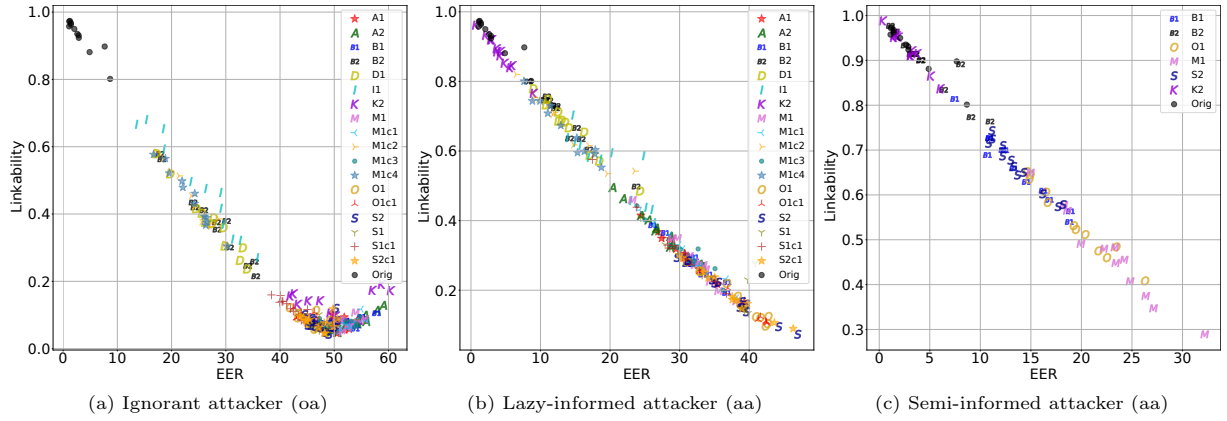 Linkability
1.0
0.8
0.6
0.4
0.2
0.0
0
10
20
30
40
50
60
EER
A1
A2
B1
B2
D1
I1
K2
M1
M1c1
M1c2
M1c3
M1c4
O1
O1c1
S2
S1
S1c1
S2c1
Orig
(a) Ignorant attacker (oa)
Linkability
1.0
0.8
0.6
0.4
0.2
0
10
20
30
40
EER
A1
A2
B1
B2
D1
I1
K2
M1
M1c1
M1c2
M1c3
M1c4
O1
O1c1
S2
S1
S1c1
S2c1
Orig
(b) Lazy-informed attacker (aa)
Linkability
1.0
0.9
0.8
0.7
0.6
0.5
0.4
0.3
0
5
10
15
20
25
30
EER
B1
B2
O1
M1
S2
K2
Orig
(c) Semi-informed attacker (aa)